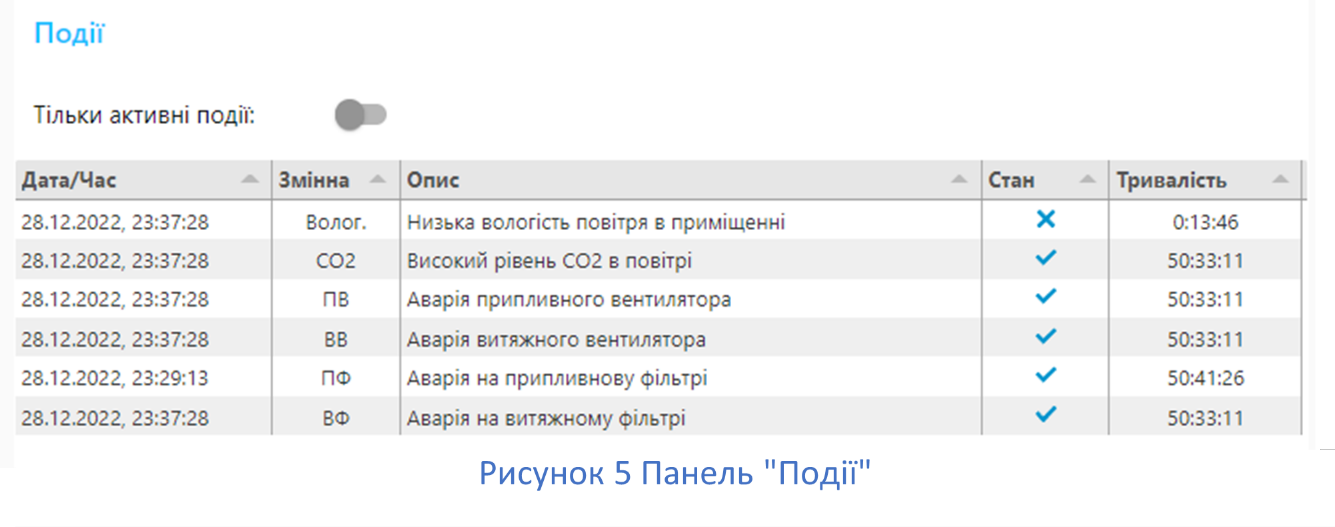 Події
Тільки активні події:
Дата/Час Змінна Опис Стан Тривалість
28.12.2022, 23:37:28 Волог. Низька вологість повітря в приміщенні 0:13:46
28.12.2022, 23:37:28 CO2 Високий рівень CO2 в повітрі 50:33:11
28.12.2022, 23:37:28 ПВ Аварія припливного вентилятора 50:33:11
28.12.2022, 23:37:28 ВВ Аварія витяжного вентилятора 50:33:11
28.12.2022, 23:29:13 ПФ Аварія на припливнову фільтрі 50:41:26
28.12.2022, 23:37:28 ВФ Аварія на витяжному фільтрі 50:33:11
Рисунок 5 Панель "Події"